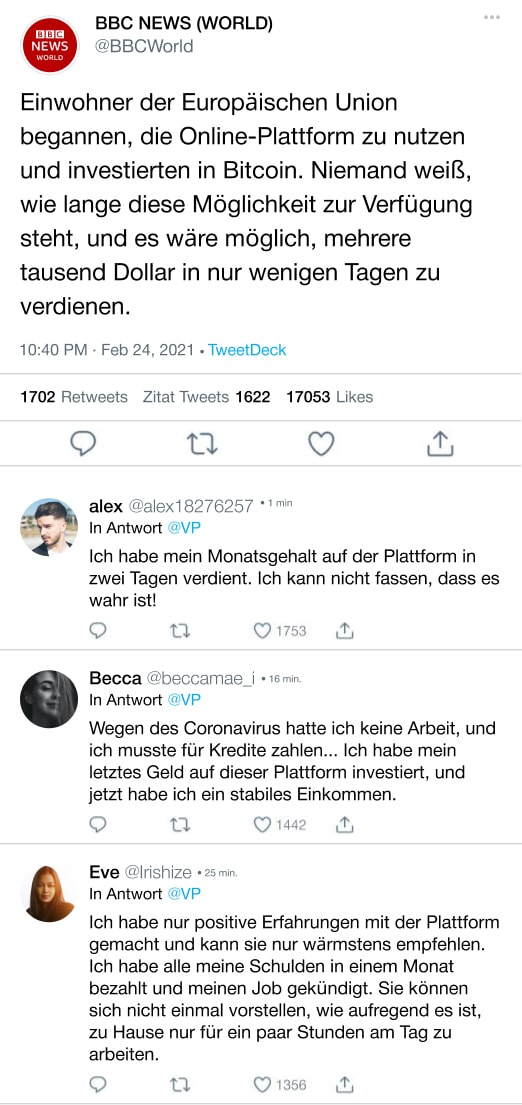 BBC
NEWS
WORLD
BBC NEWS (WORLD)
@BBCWorld
Einwohner der Europäischen Union
begannen, die Online-Plattform zu nutzen
und investierten in Bitcoin. Niemand weiß,
wie lange diese Möglichkeit zur Verfügung
steht, und es wäre möglich, mehrere
tausend Dollar in nur wenigen Tagen zu
verdienen.
10:40 PM · Feb 24, 2021 • TweetDeck
1702 Retweets Zitat Tweets 1622 17053 Likes
alex @alex18276257 • 1 min
In Antwort @VP
Ich habe mein Monatsgehalt auf der Plattform in
zwei Tagen verdient. Ich kann nicht fassen, dass es
wahr ist!
1753
Becca @beccamae_i • 16 min.
In Antwort @VP
Wegen des Coronavirus hatte ich keine Arbeit, und
ich musste für Kredite zahlen... Ich habe mein
letztes Geld auf dieser Plattform investiert, und
jetzt habe ich ein stabiles Einkommen.
1442
Eve @Irishize • 25 min.
In Antwort @VP
Ich habe nur positive Erfahrungen mit der Plattform
gemacht und kann sie nur wärmstens empfehlen.
Ich habe alle meine Schulden in einem Monat
bezahlt und meinen Job gekündigt. Sie können
sich nicht einmal vorstellen, wie aufregend es ist,
zu Hause nur für ein paar Stunden am Tag zu
arbeiten.
1356